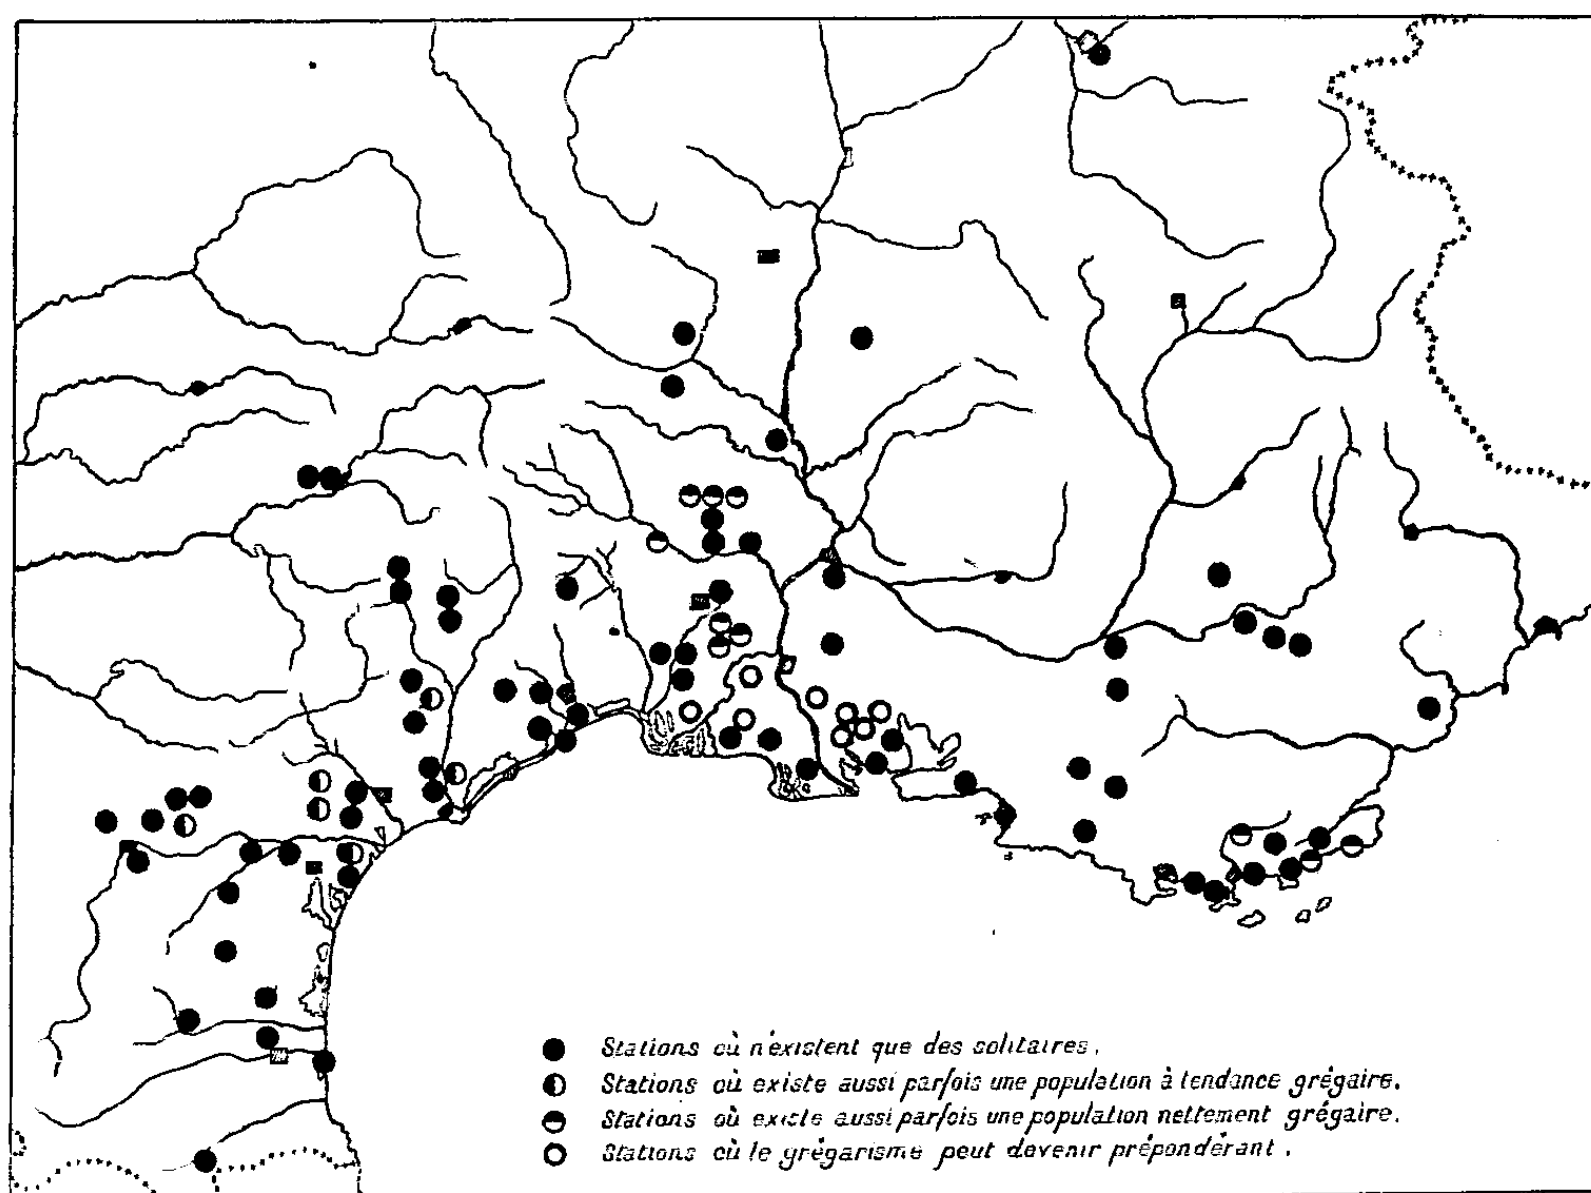 Stations où n'existent que des solitaires.
Stations où existe aussi parfois une population à tendance grégaire.
Stations où existe aussi parfois une population nettement grégaire.
Stations où le grégarisme peut devenir prépondérant.